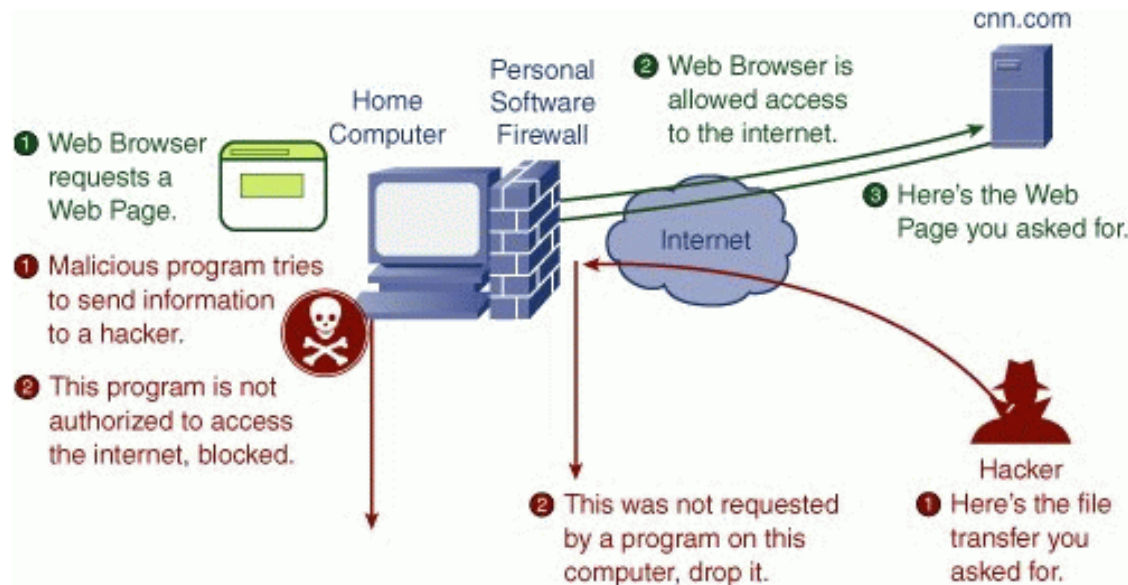 cnn.com
Personal
Software
Firewall
Home
Computer
2 Web Browser is
allowed access
to the internet.
1 Web Browser
requests a
Web Page.
3 Here's the Web
Page you asked for.
Internet
1 Malicious program tries
to send information
to a hacker.
2 This program is not
authorized to access
the internet, blocked.
Hacker
2 This was not requested
by a program on this
computer, drop it.
1 Here's the file
transfer you
asked for.